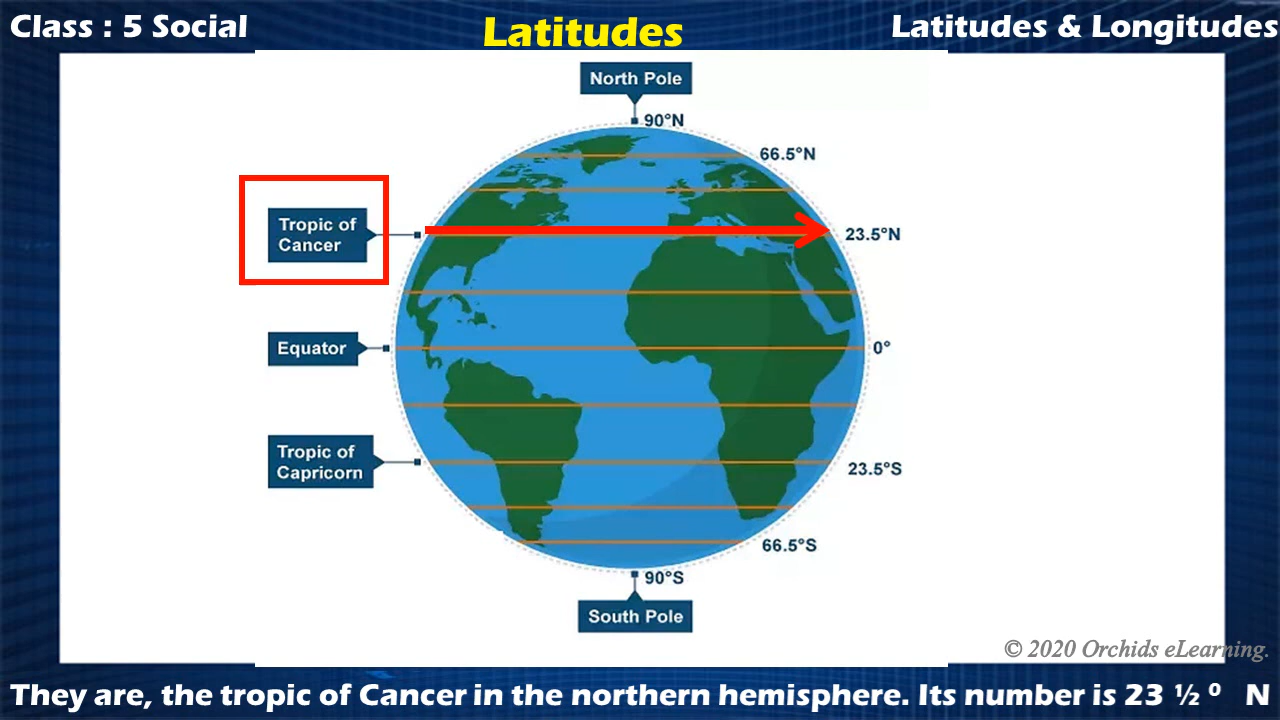 Class : 5 Social
Latitudes
Latitudes & Longitudes
North Pole
90°N
66.5°N
Tropic of
Cancer
23.5°N
Equator
0°
Tropic of
Capricorn
23.5°S
66.5°S
90°S
South Pole
© 2020 Orchids eLearning.
They are, the tropic of Cancer in the northern hemisphere. Its number is 23 ½ ⁰ N